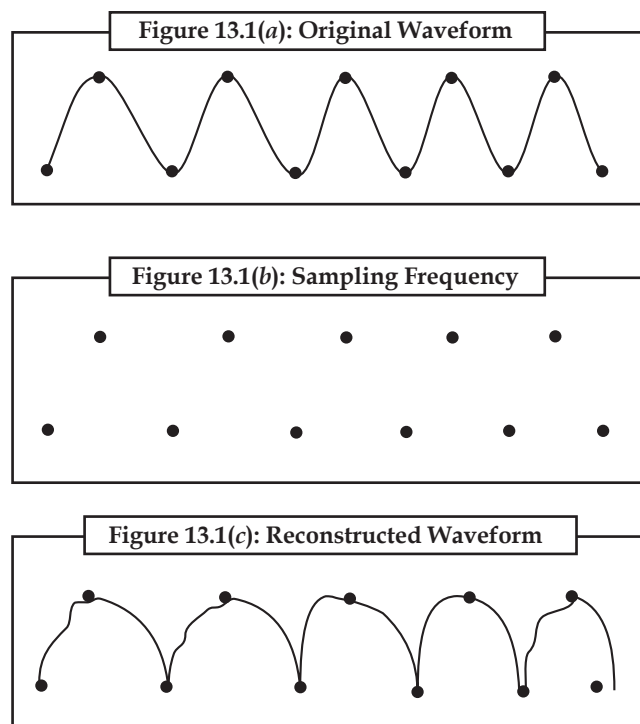 Figure 13.1(a): Original Waveform
Figure 13.1(b): Sampling Frequency
Figure 13.1(c): Reconstructed Waveform